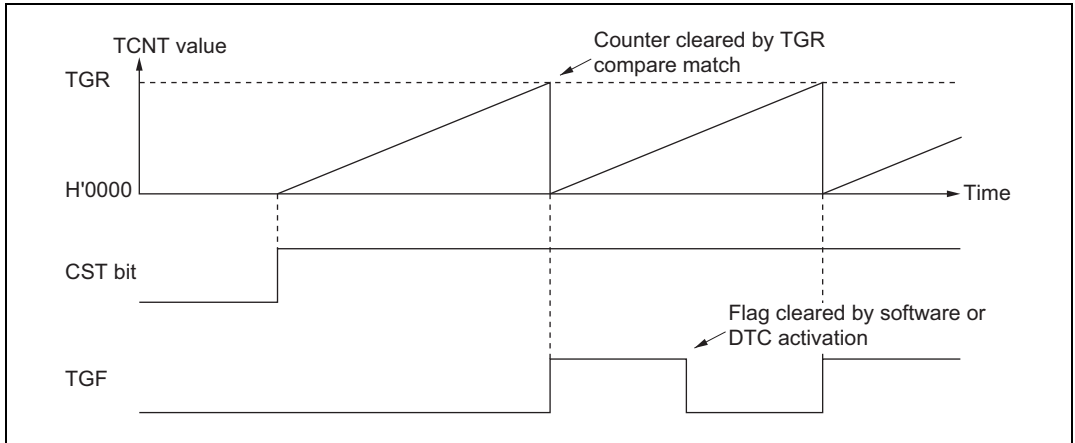 TCNT value
Counter cleared by TGR
compare match
TGR
H'0000
Time
CST bit
Flag cleared by software or
DTC activation
TGF